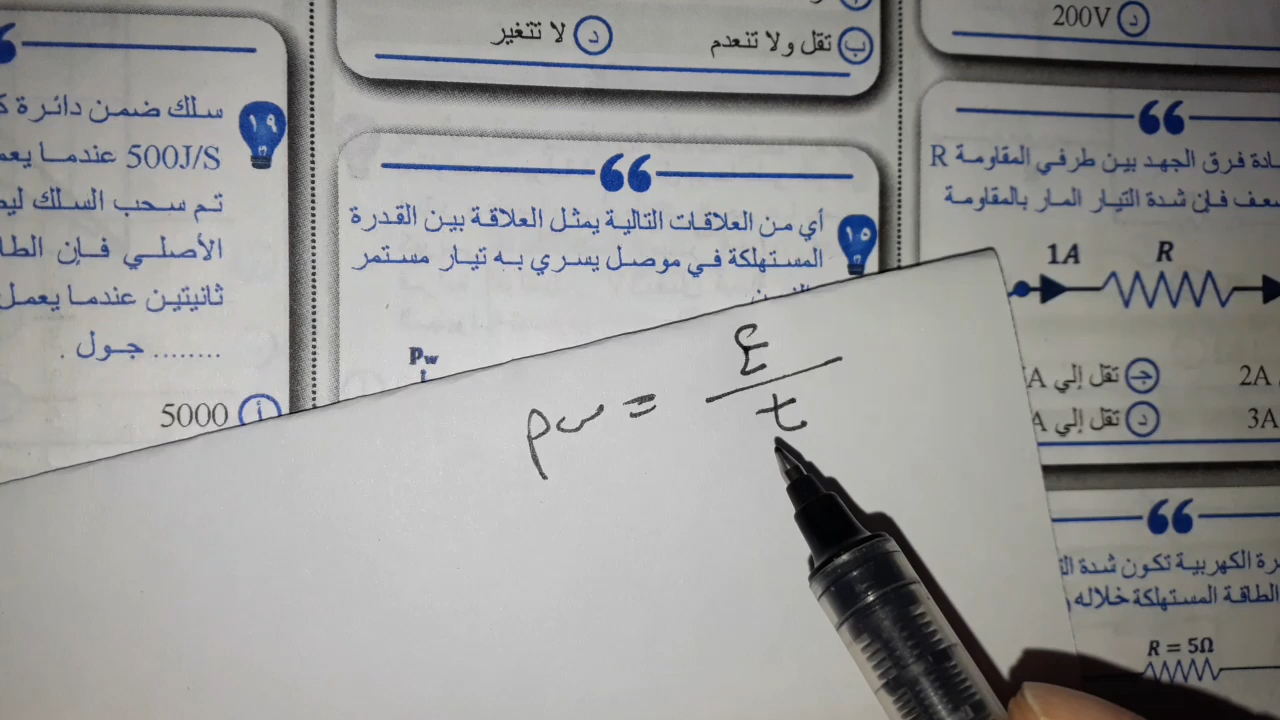 200V د
ب تقل ولا تنعدم
د لا تتغير
زيادة فرق الجهد بين طرفي المقاومة R
فإن شدة التيار المار بالمقاومة
1A R
2A
ج تقل إلي
3A
د تقل إلي
الكهربية تكون شدة
الطاقة المستهلكة خلاله
R = 5Ω
١٥ أي من العلاقات التالية يمثل العلاقة بين القدرة
المستهلكة في موصل يسري به تيار مستمر
Pw
Pw = ε / t
١٩ سلك ضمن دائرة
500J/S عندما
تم سحب السلك
الأصلي فإن
ثانيتين عندما يعمل
........ جول .
أ 5000